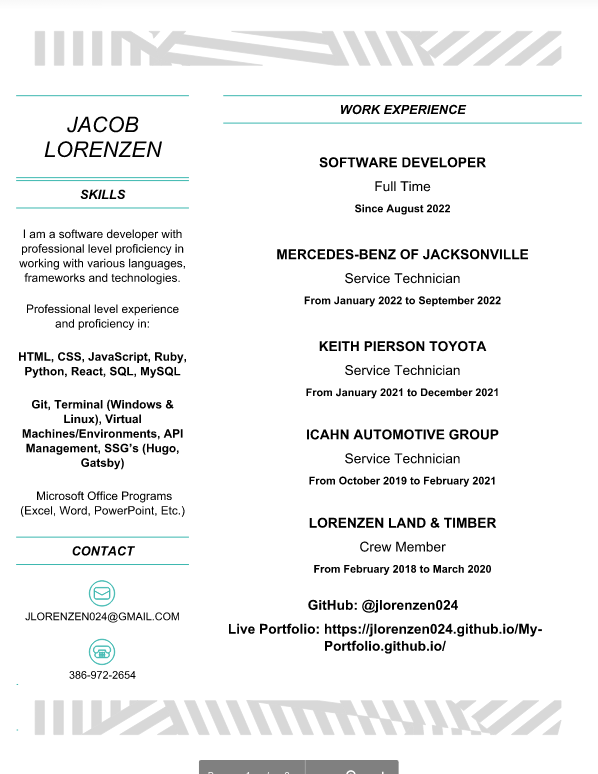 JACOB
LORENZEN
SKILLS
I am a software developer with
professional level proficiency in
working with various languages,
frameworks and technologies.
Professional level experience
and proficiency in:
HTML, CSS, JavaScript, Ruby,
Python, React, SQL, MySQL
Git, Terminal (Windows &
Linux), Virtual
Machines/Environments, API
Management, SSG's (Hugo,
Gatsby)
Microsoft Office Programs
(Excel, Word, PowerPoint, Etc.)
CONTACT
JLORENZEN024@GMAIL.COM
386-972-2654
WORK EXPERIENCE
SOFTWARE DEVELOPER
Full Time
Since August 2022
MERCEDES-BENZ OF JACKSONVILLE
Service Technician
From January 2022 to September 2022
KEITH PIERSON TOYOTA
Service Technician
From January 2021 to December 2021
ICAHN AUTOMOTIVE GROUP
Service Technician
From October 2019 to February 2021
LORENZEN LAND & TIMBER
Crew Member
From February 2018 to March 2020
GitHub: @jlorenzen024
Live Portfolio: https://jlorenzen024.github.io/My-
Portfolio.github.io/